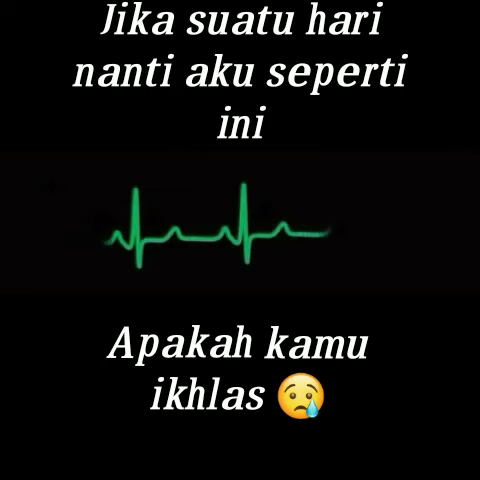 Jika suatu hari
nanti aku seperti
ini
Apakah kamu
ikhlas 😢